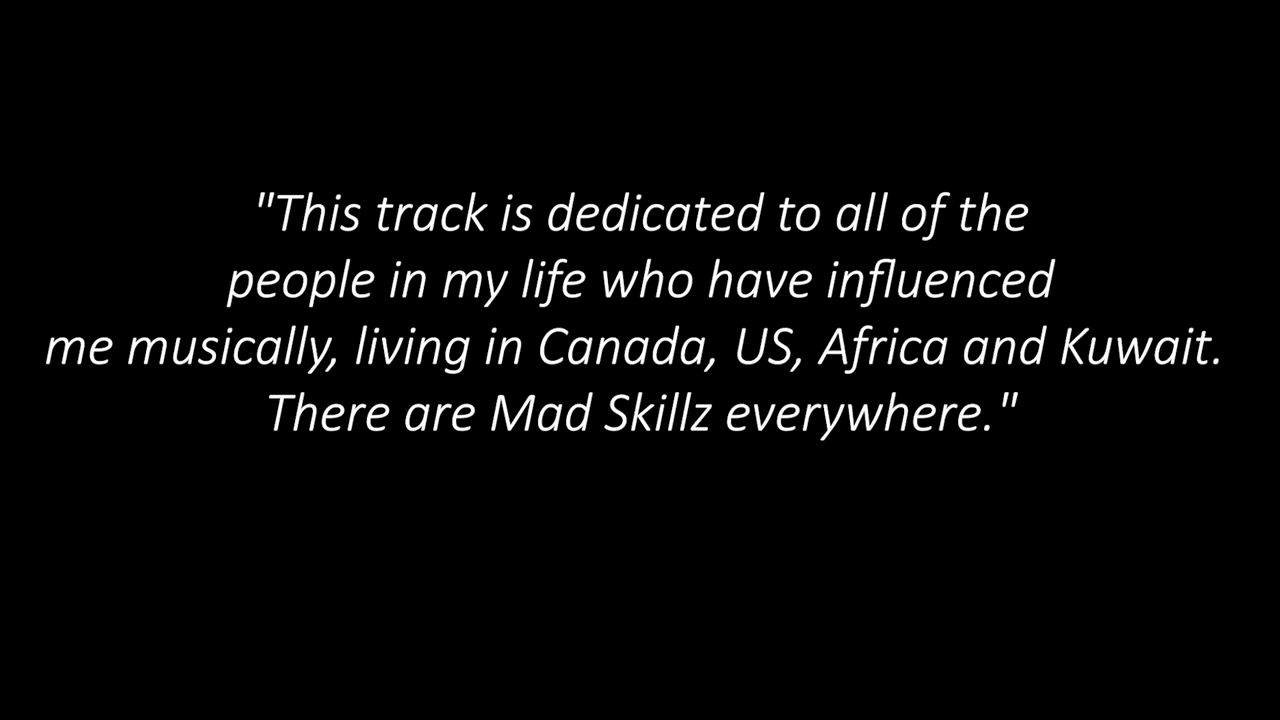 "This track is dedicated to all of the
people in my life who have influenced
me musically, living in Canada, US, Africa and Kuwait.
There are Mad Skillz everywhere."